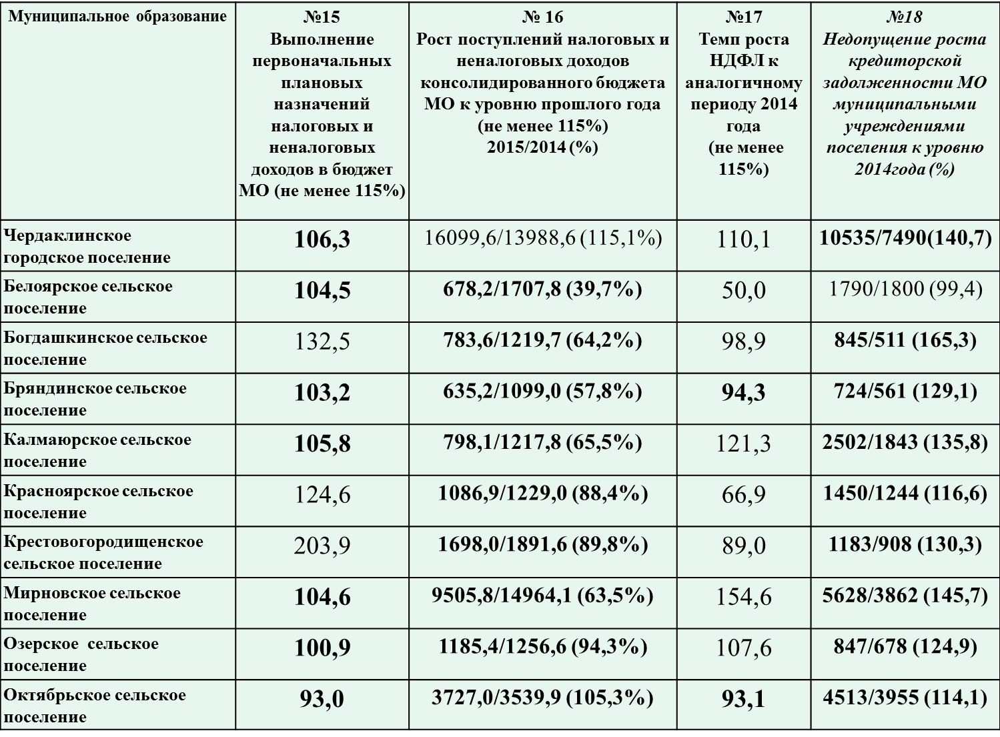 Муниципальное образование
№15
Выполнение
первоначальных
плановых
назначений
налоговых и
неналоговых
доходов в бюджет
МО (не менее 115%)
№ 16
Рост поступлений налоговых и
неналоговых доходов
консолидированного бюджета
МО к уровню прошлого года
(не менее 115%)
2015/2014 (%)
№17
Темп роста
НДФЛ к
аналогичному
периоду 2014
года
(не менее
115%)
№18
Недопущение роста
кредиторской
задолженности МО
муниципальными
учреждениями
поселения к уровню
2014года (%)
Чердаклинское
городское поселение
106,3
16099,6/13988,6 (115,1%)
110,1
10535/7490(140,7)
Белоярское сельское
поселение
104,5
678,2/1707,8 (39,7%)
50,0
1790/1800 (99,4)
Богдашкинское сельское
поселение
132,5
783,6/1219,7 (64,2%)
98,9
845/511 (165,3)
Бряндинское сельское
поселение
103,2
635,2/1099,0 (57,8%)
94,3
724/561 (129,1)
Калмаюрское сельское
поселение
105,8
798,1/1217,8 (65,5%)
121,3
2502/1843 (135,8)
Красноярское сельское
поселение
124,6
1086,9/1229,0 (88,4%)
66,9
1450/1244 (116,6)
Крестовогородищенское
сельское поселение
203,9
1698,0/1891,6 (89,8%)
89,0
1183/908 (130,3)
Мирновское сельское
поселение
104,6
9505,8/14964,1 (63,5%)
154,6
5628/3862 (145,7)
Озерское сельское
поселение
100,9
1185,4/1256,6 (94,3%)
107,6
847/678 (124,9)
Октябрьское сельское
поселение
93,0
3727,0/3539,9 (105,3%)
93,1
4513/3955 (114,1)